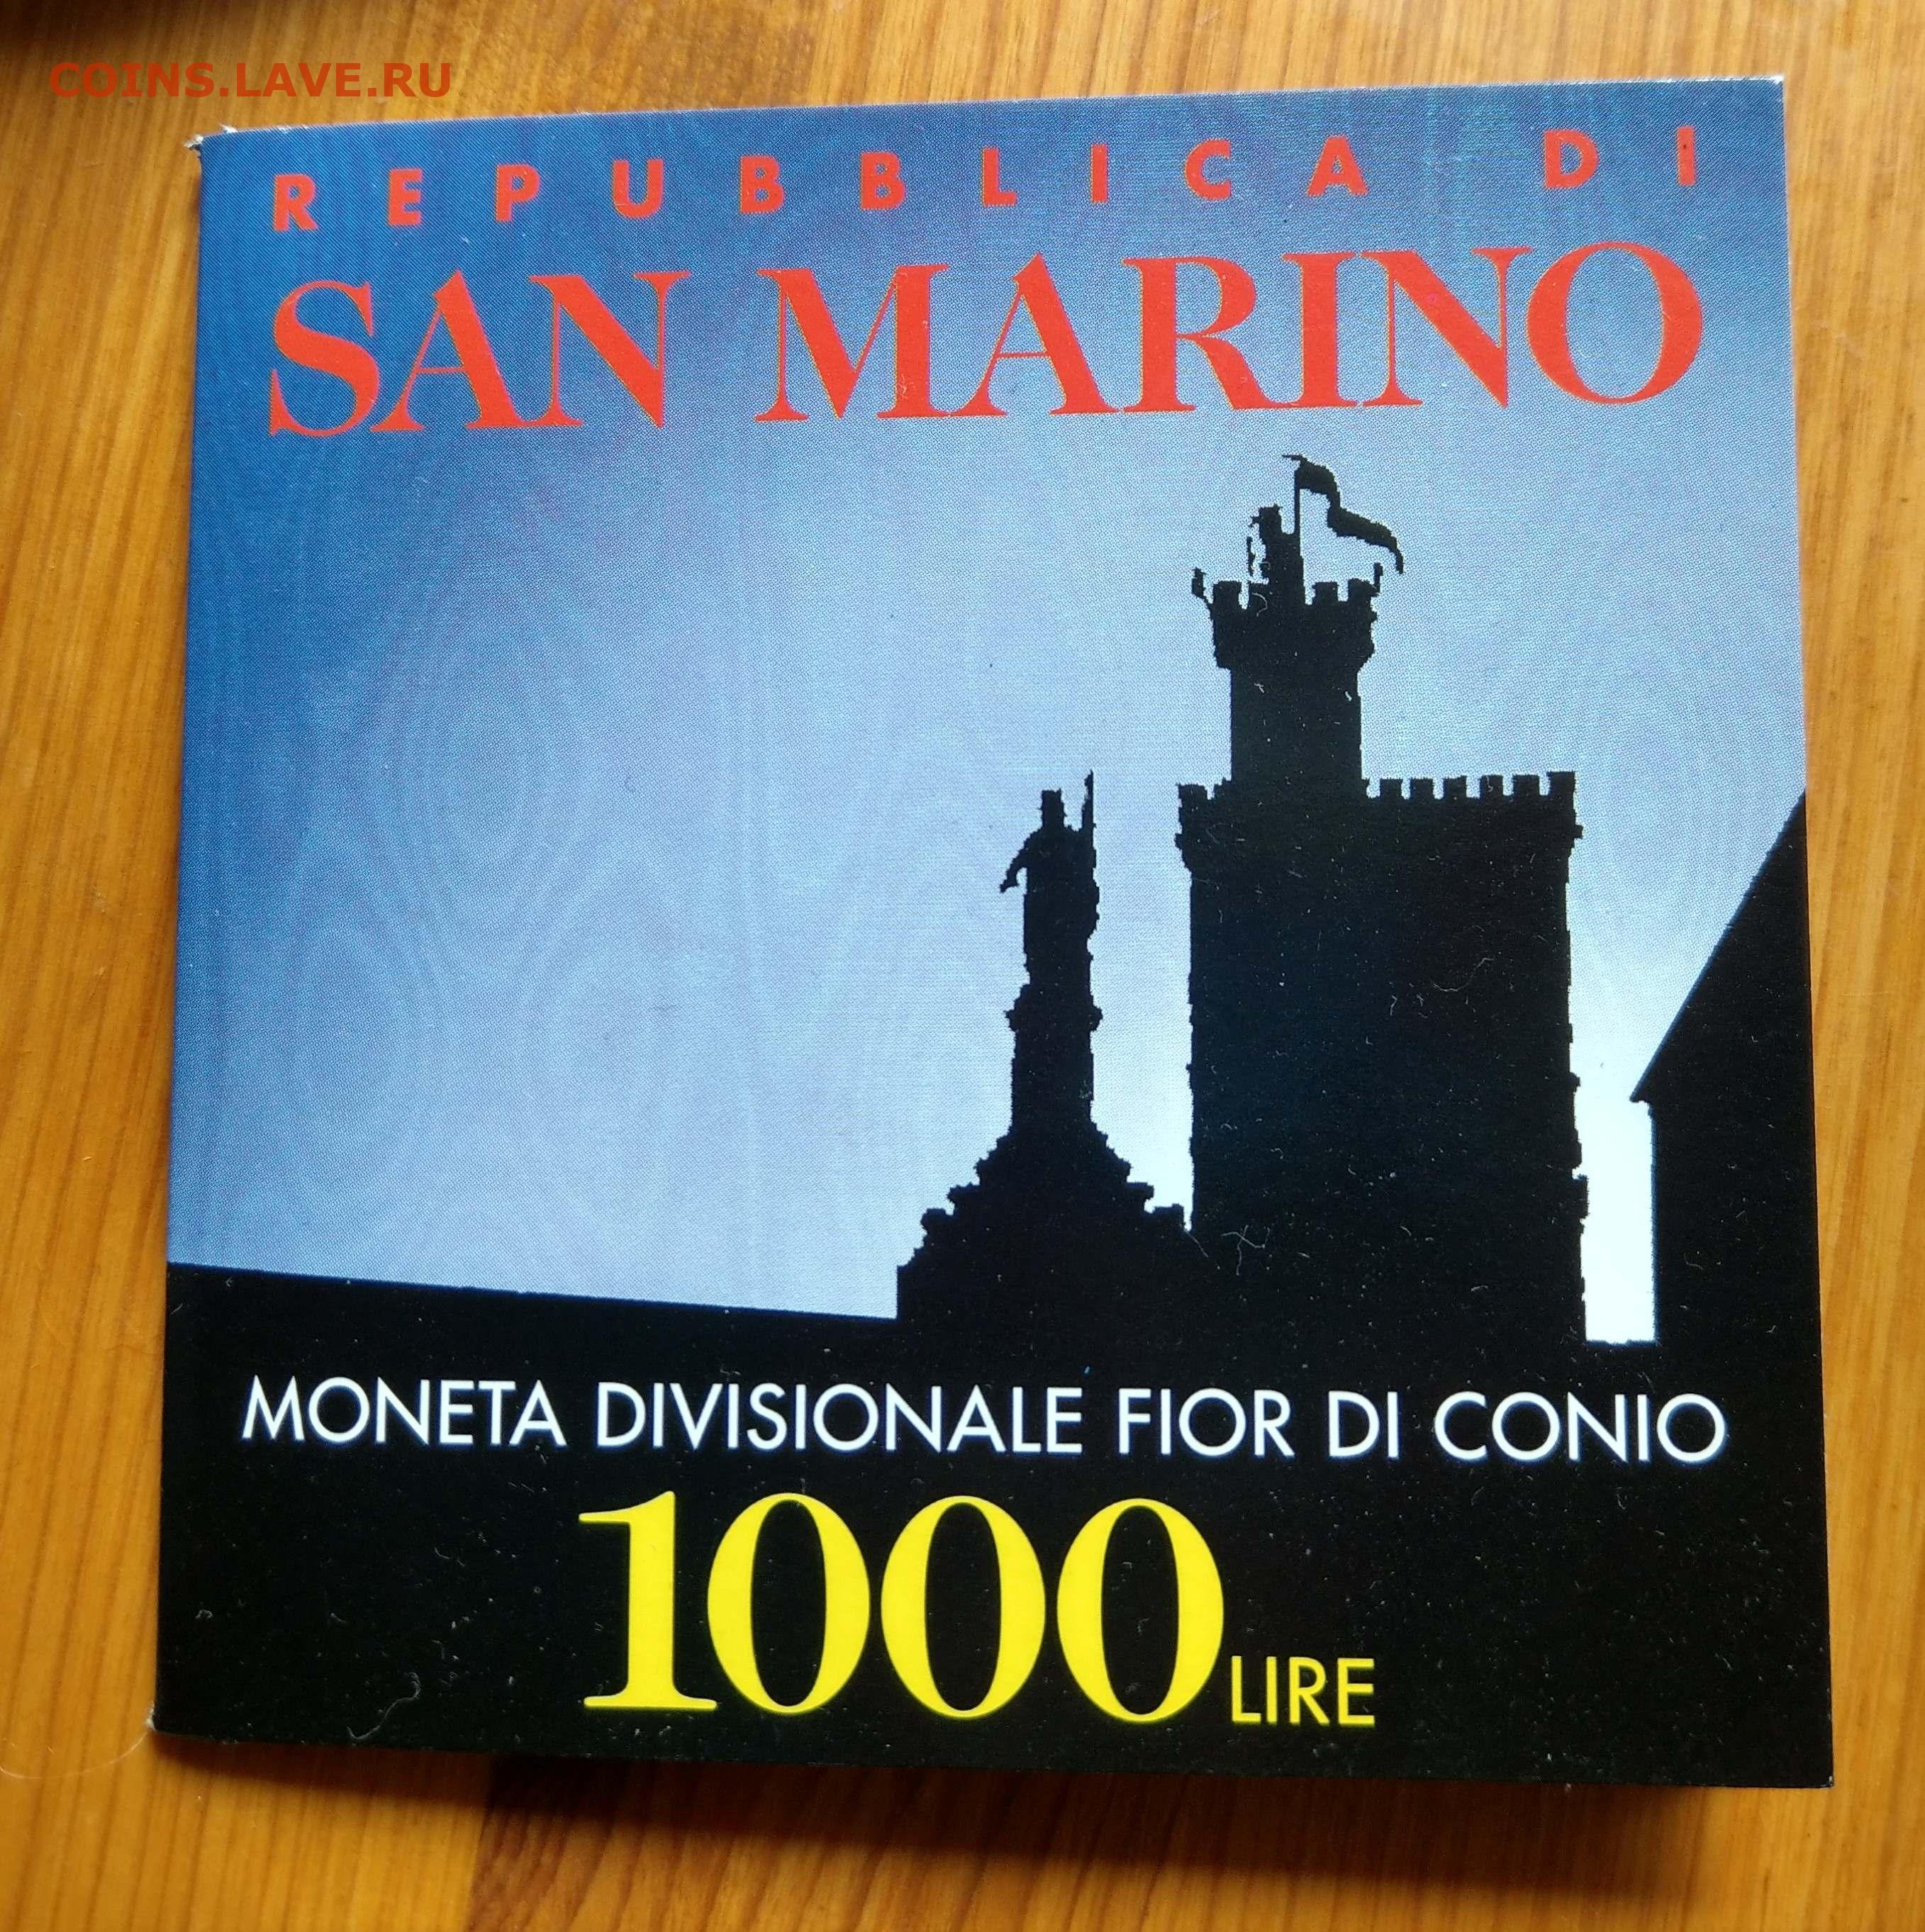 COINS.LAVE.RU
REPUBBLICA DI
SAN MARINO
MONETA DIVISIONALE FIOR DI CONIO
1000 LIRE